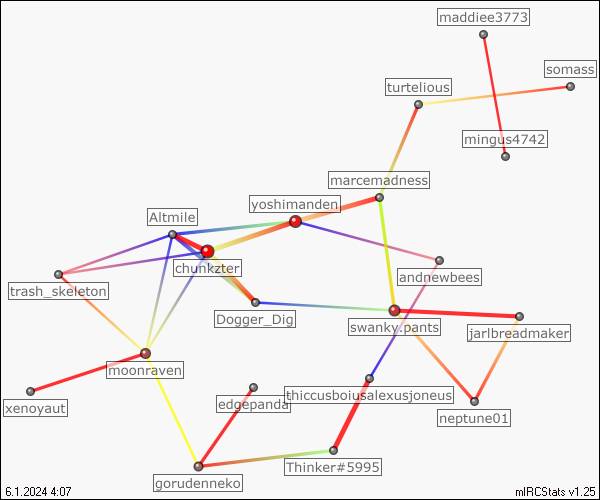 maddiee3773
somass
turtelious
mingus4742
marcemadness
yoshimanden
Altmile
chunkzter
andnewbees
trash_skeleton
Dogger_Dig
swanky.pants
jarlbreadmaker
moonraven
thiccusboiusalexusjoneus
edgepanda
xenoyaut
neptune01
Thinker#5995
gorudenneko
6.1.2024 4:07
mIRCStats v1.25